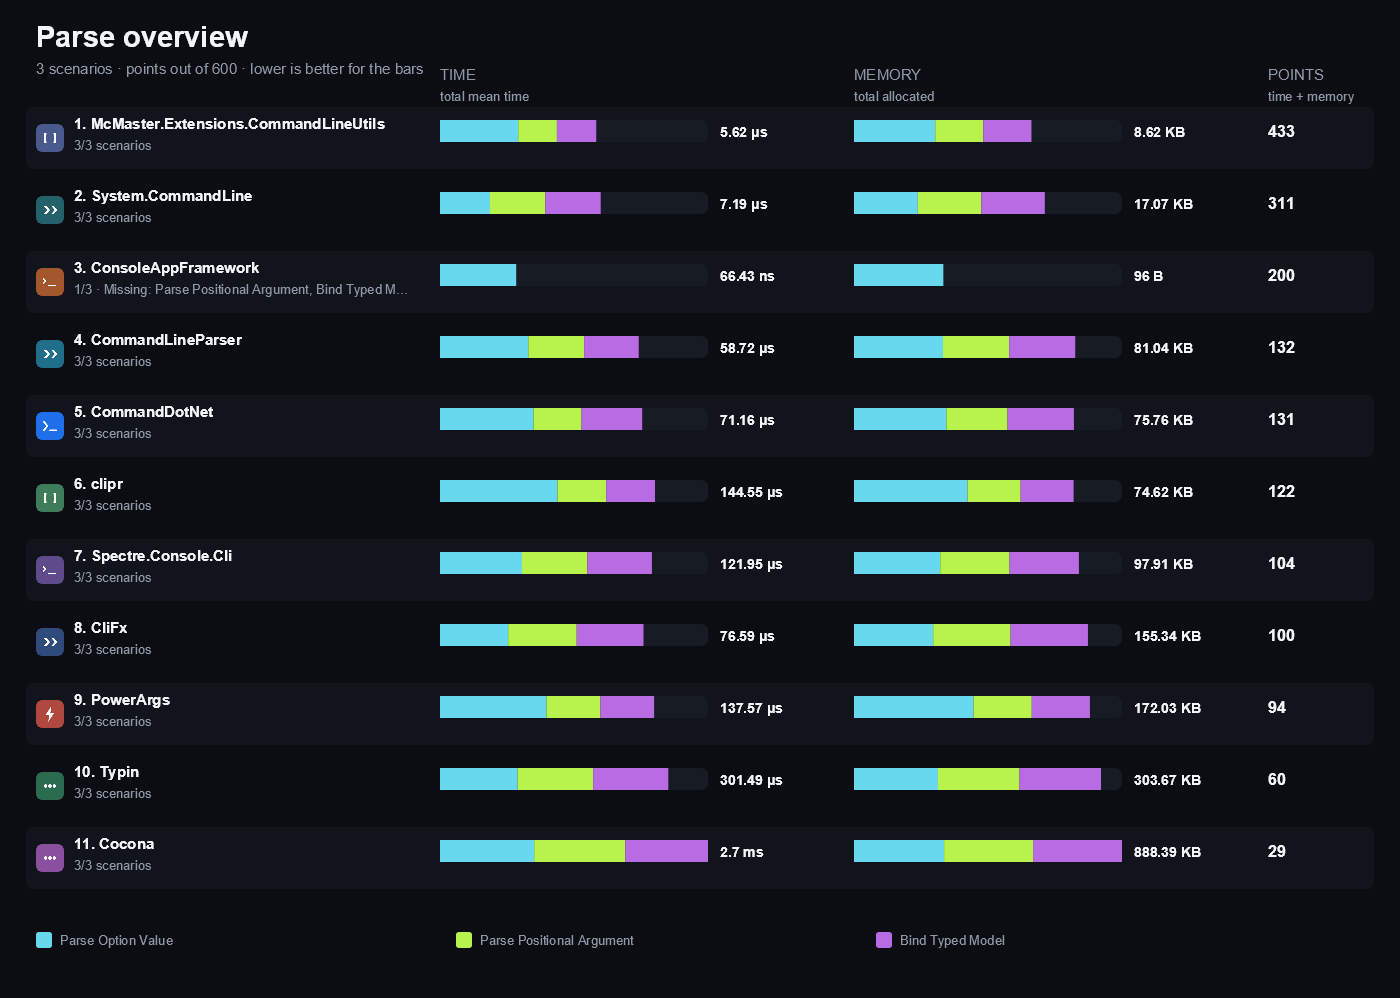 Parse overview
3 scenarios · points out of 600 · lower is better for the bars
TIME
total mean time
MEMORY
total allocated
POINTS
time + memory
1. McMaster.Extensions.CommandLineUtils
3/3 scenarios
5.62 µs
8.62 KB
433
2. System.CommandLine
3/3 scenarios
7.19 µs
17.07 KB
311
3. ConsoleAppFramework
1/3 · Missing: Parse Positional Argument, Bind Typed M...
66.43 ns
96 B
200
4. CommandLineParser
3/3 scenarios
58.72 µs
81.04 KB
132
5. CommandDotNet
3/3 scenarios
71.16 µs
75.76 KB
131
6. clipr
3/3 scenarios
144.55 µs
74.62 KB
122
7. Spectre.Console.Cli
3/3 scenarios
121.95 µs
97.91 KB
104
8. CliFx
3/3 scenarios
76.59 µs
155.34 KB
100
9. PowerArgs
3/3 scenarios
137.57 µs
172.03 KB
94
10. Typin
3/3 scenarios
301.49 µs
303.67 KB
60
11. Cocona
3/3 scenarios
2.7 ms
888.39 KB
29
Parse Option Value
Parse Positional Argument
Bind Typed Model